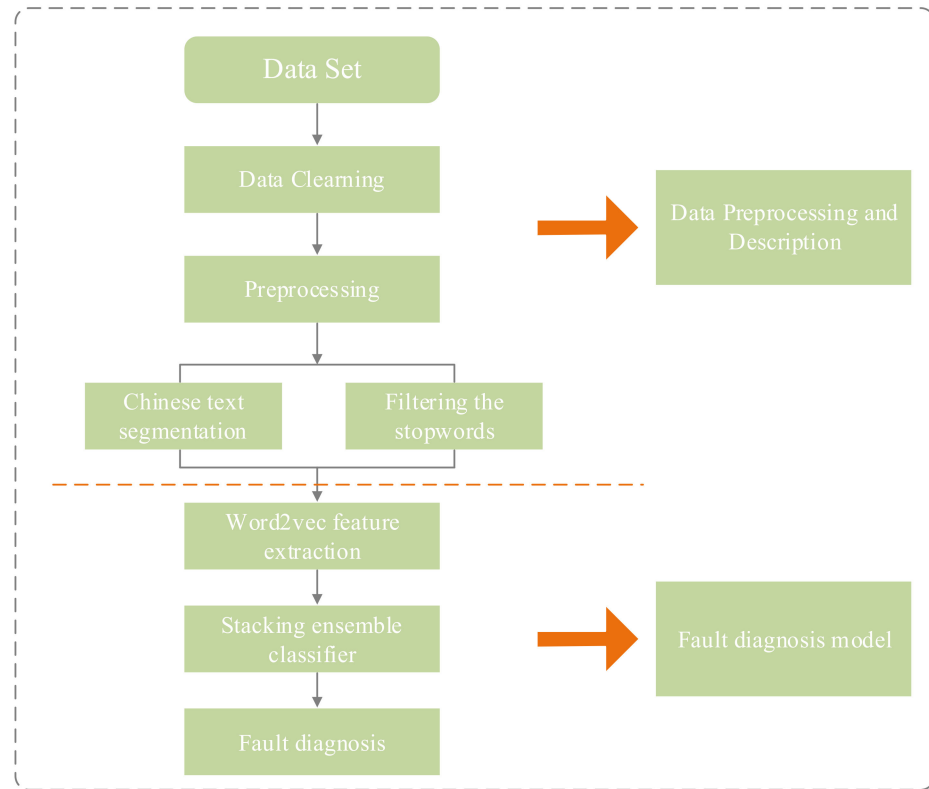 Data Set
Data Clearning
Data Preprocessing and
Description
Preprocessing
Chinese text
segmentation
Filtering the
stopwords
Word2vec feature
extraction
Stacking ensemble
classifier
Fault diagnosis model
Fault diagnosis